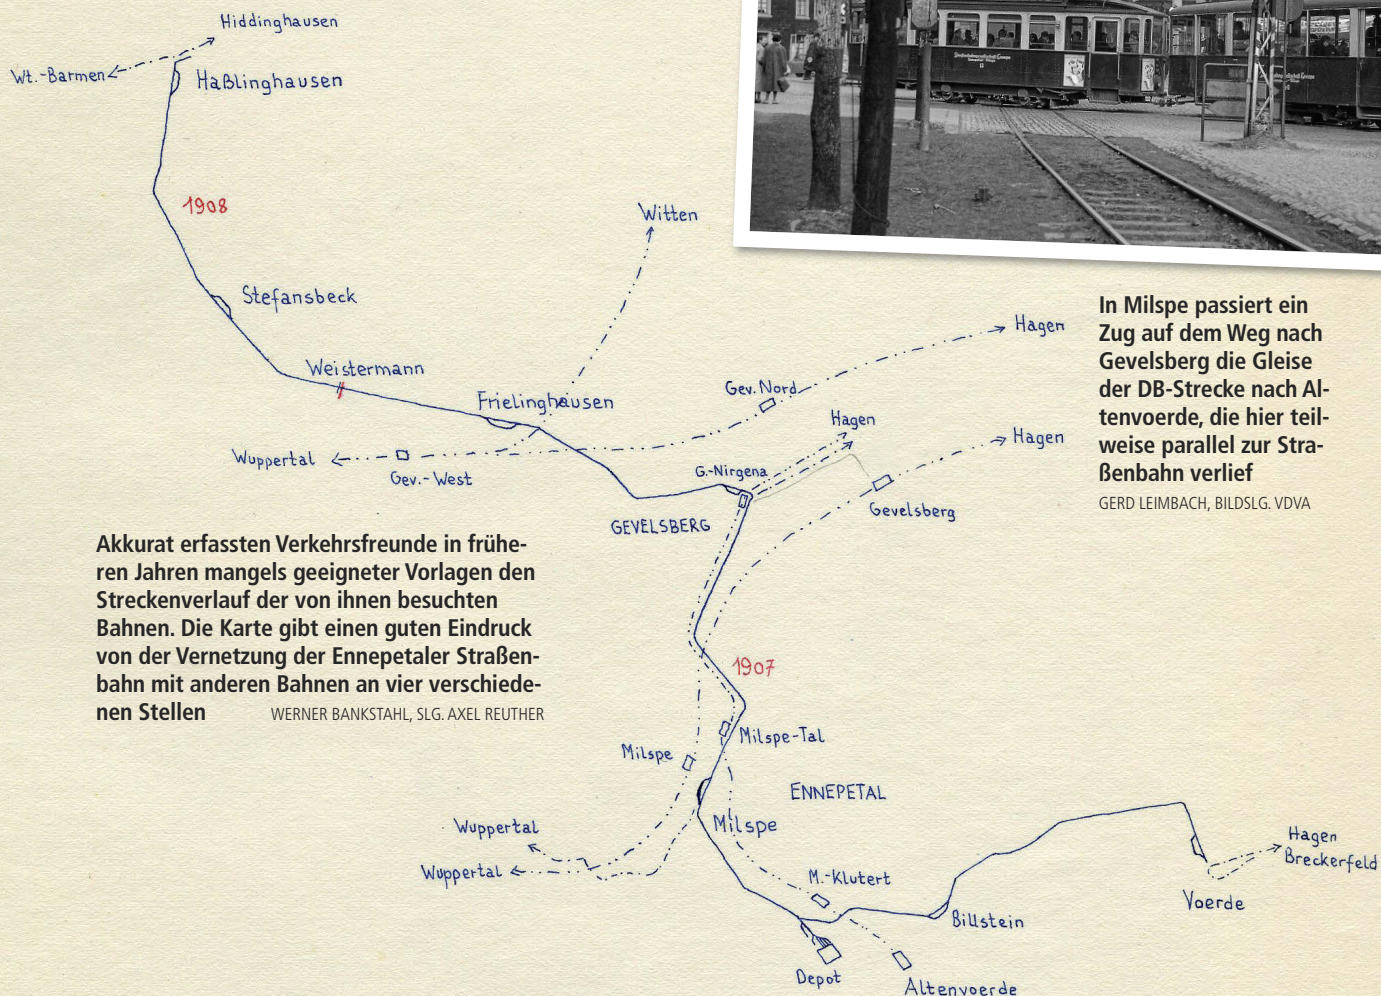 Hiddinghausen
Wt.-Barmen
Haßlinghausen
1908
Witten
Stefansbeck
Hagen
Weistermann
Gev. Nord
Frielinghausen
Hagen
Hagen
Wuppertal
Gev.-West
G.-Nirgena
Gevelsberg
GEVELSBERG
In Milspe passiert ein
Zug auf dem Weg nach
Gevelsberg die Gleise
der DB-Strecke nach Al-
tenvoerde, die hier teil-
weise parallel zur Stra-
ßenbahn verlief
GERD LEIMBACH, BILDSLG. VDVA
Akkurat erfassten Verkehrsfreunde in frühe-
ren Jahren mangels geeigneter Vorlagen den
Streckenverlauf der von ihnen besuchten
Bahnen. Die Karte gibt einen guten Eindruck
von der Vernetzung der Ennepetaler Straßen-
bahn mit anderen Bahnen an vier verschiede-
nen Stellen WERNER BANKSTAHL, SLG. AXEL REUTHER
1907
Milspe-Tal
Milspe
ENNEPETAL
Milspe
Wuppertal
Wuppertal
Hagen
Breckerfeld
M.-Klutert
Voerde
Billstein
Depot
Altenvoerde